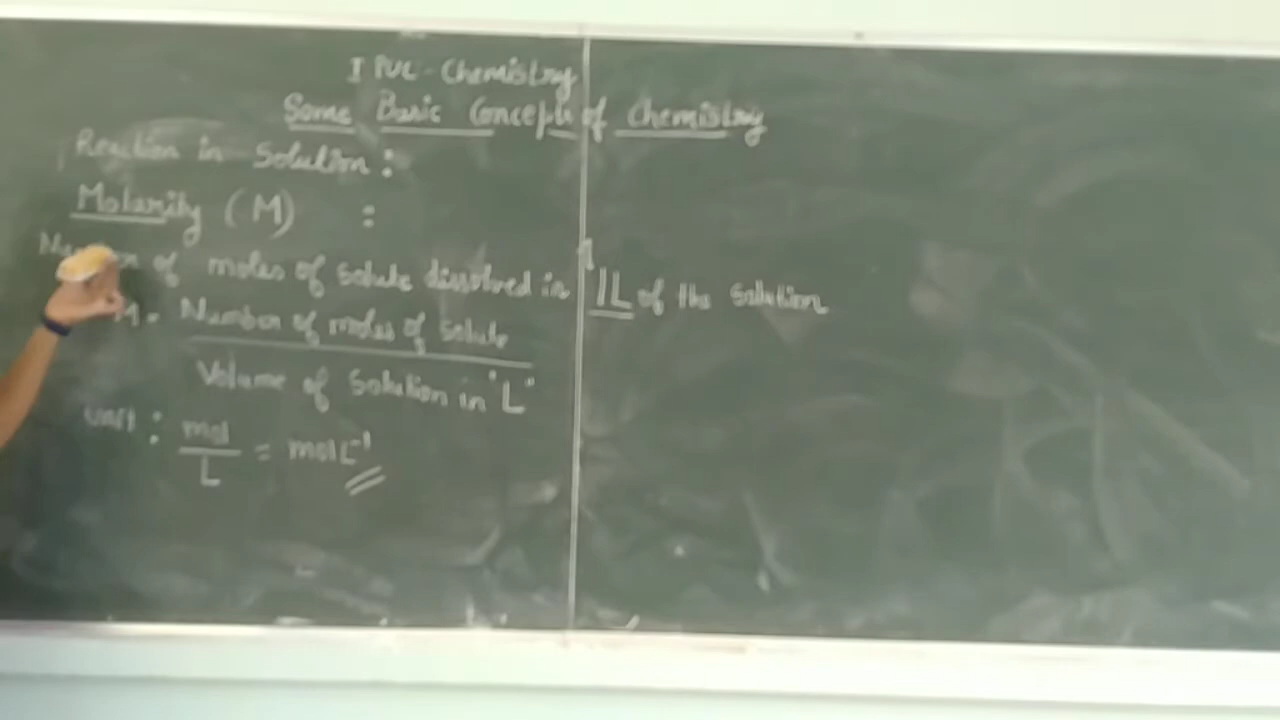 I PUC - Chemistry
Some Basic Concepts of Chemistry
Reaction in Solution :
Molarity (M) :
of moles of solute dissolved in 1L of the solution
M = Number of moles of solute
Volume of Solution in "L"
Unit : mol
L
= mol L⁻¹